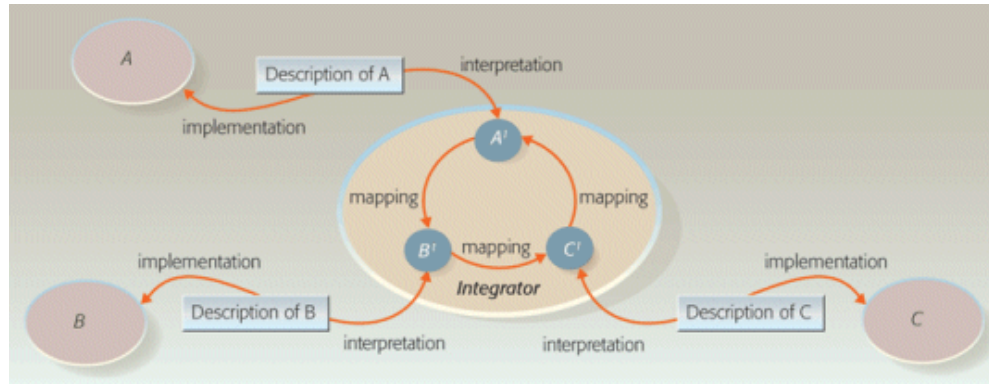 A
Description of A
interpretation
implementation
A'
mapping
mapping
B'
mapping
C'
Integrator
implementation
implementation
B
Description of B
Description of C
C
interpretation
interpretation